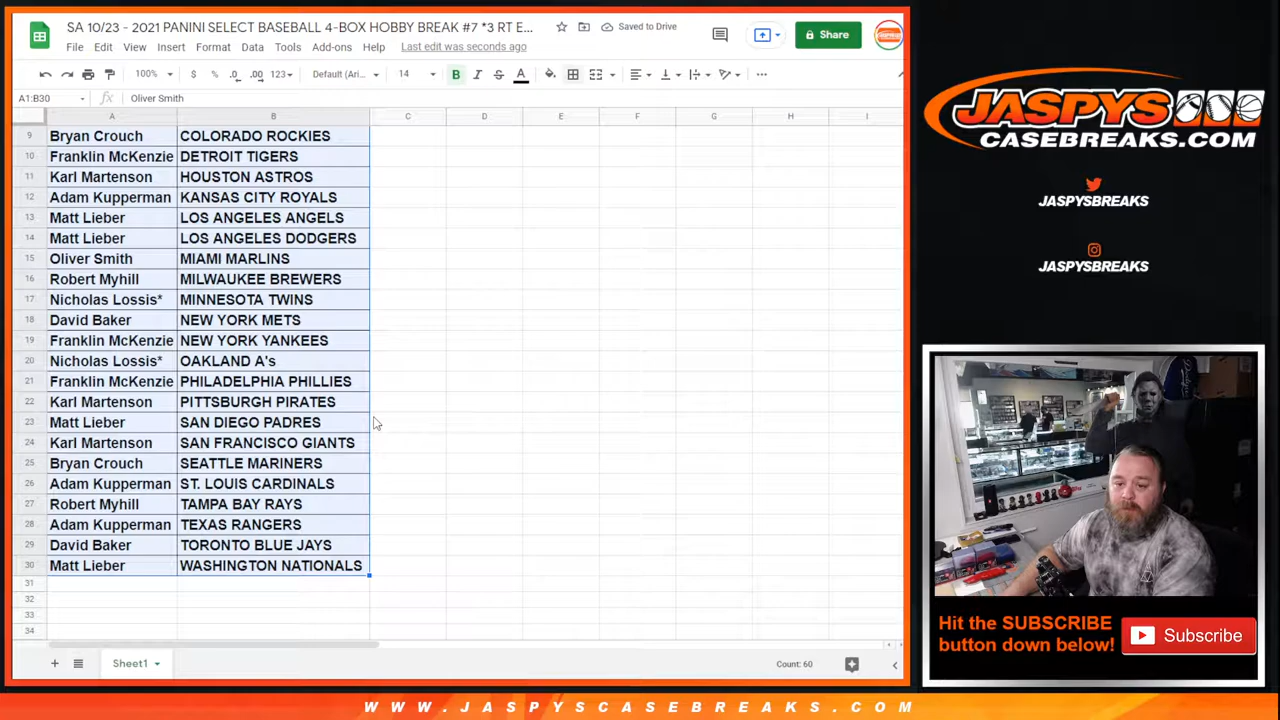 SA 10/23 - 2021 PANINI SELECT BASEBALL 4-BOX HOBBY BREAK #7 *3 RT E...
Saved to Drive
File Edit View Insert Format Data Tools Add-ons Help Last edit was seconds ago
Share
100% $ % .0 .00 123 Default (Ari... 14 B I S A
A1:B30 fx Oliver Smith
A B C D E F G H I
9 Bryan Crouch COLORADO ROCKIES
10 Franklin McKenzie DETROIT TIGERS
11 Karl Martenson HOUSTON ASTROS
12 Adam Kupperman KANSAS CITY ROYALS
13 Matt Lieber LOS ANGELES ANGELS
14 Matt Lieber LOS ANGELES DODGERS
15 Oliver Smith MIAMI MARLINS
16 Robert Myhill MILWAUKEE BREWERS
17 Nicholas Lossis* MINNESOTA TWINS
18 David Baker NEW YORK METS
19 Franklin McKenzie NEW YORK YANKEES
20 Nicholas Lossis* OAKLAND A's
21 Franklin McKenzie PHILADELPHIA PHILLIES
22 Karl Martenson PITTSBURGH PIRATES
23 Matt Lieber SAN DIEGO PADRES
24 Karl Martenson SAN FRANCISCO GIANTS
25 Bryan Crouch SEATTLE MARINERS
26 Adam Kupperman ST. LOUIS CARDINALS
27 Robert Myhill TAMPA BAY RAYS
28 Adam Kupperman TEXAS RANGERS
29 David Baker TORONTO BLUE JAYS
30 Matt Lieber WASHINGTON NATIONALS
31
32
33
34
Sheet1
Count: 60
JASPYS
CASEBREAKS.COM
JASPYSBREAKS
JASPYSBREAKS
Hit the SUBSCRIBE
button down below!
Subscribe
WWW.JASPYSCASEBREAKS.COM